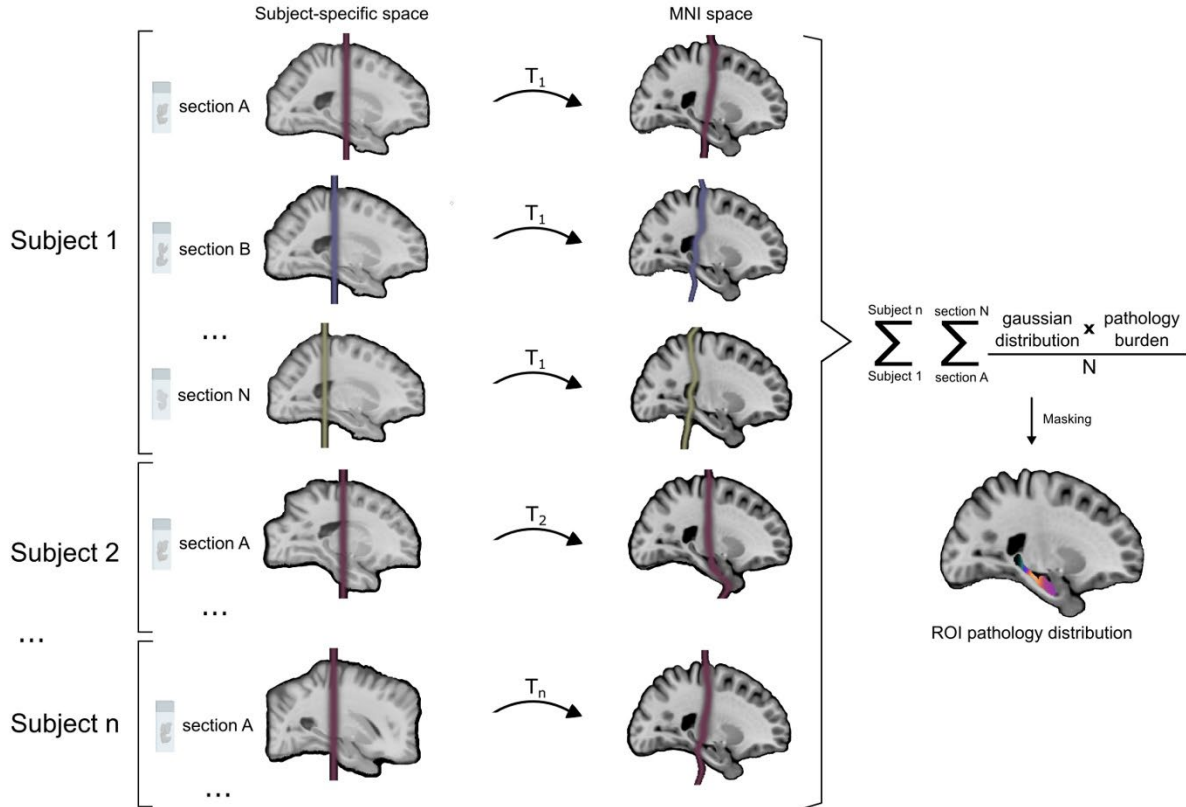 Subject-specific space
MNI space
Subject 1
section A
T1
section B
T1
...
section N
T1
Subject 2
section A
T2
...
...
Subject n
section A
Tn
...
Subject n
∑
Subject 1
section N
∑
section A
gaussian distribution x pathology burden
N
Masking
ROI pathology distribution